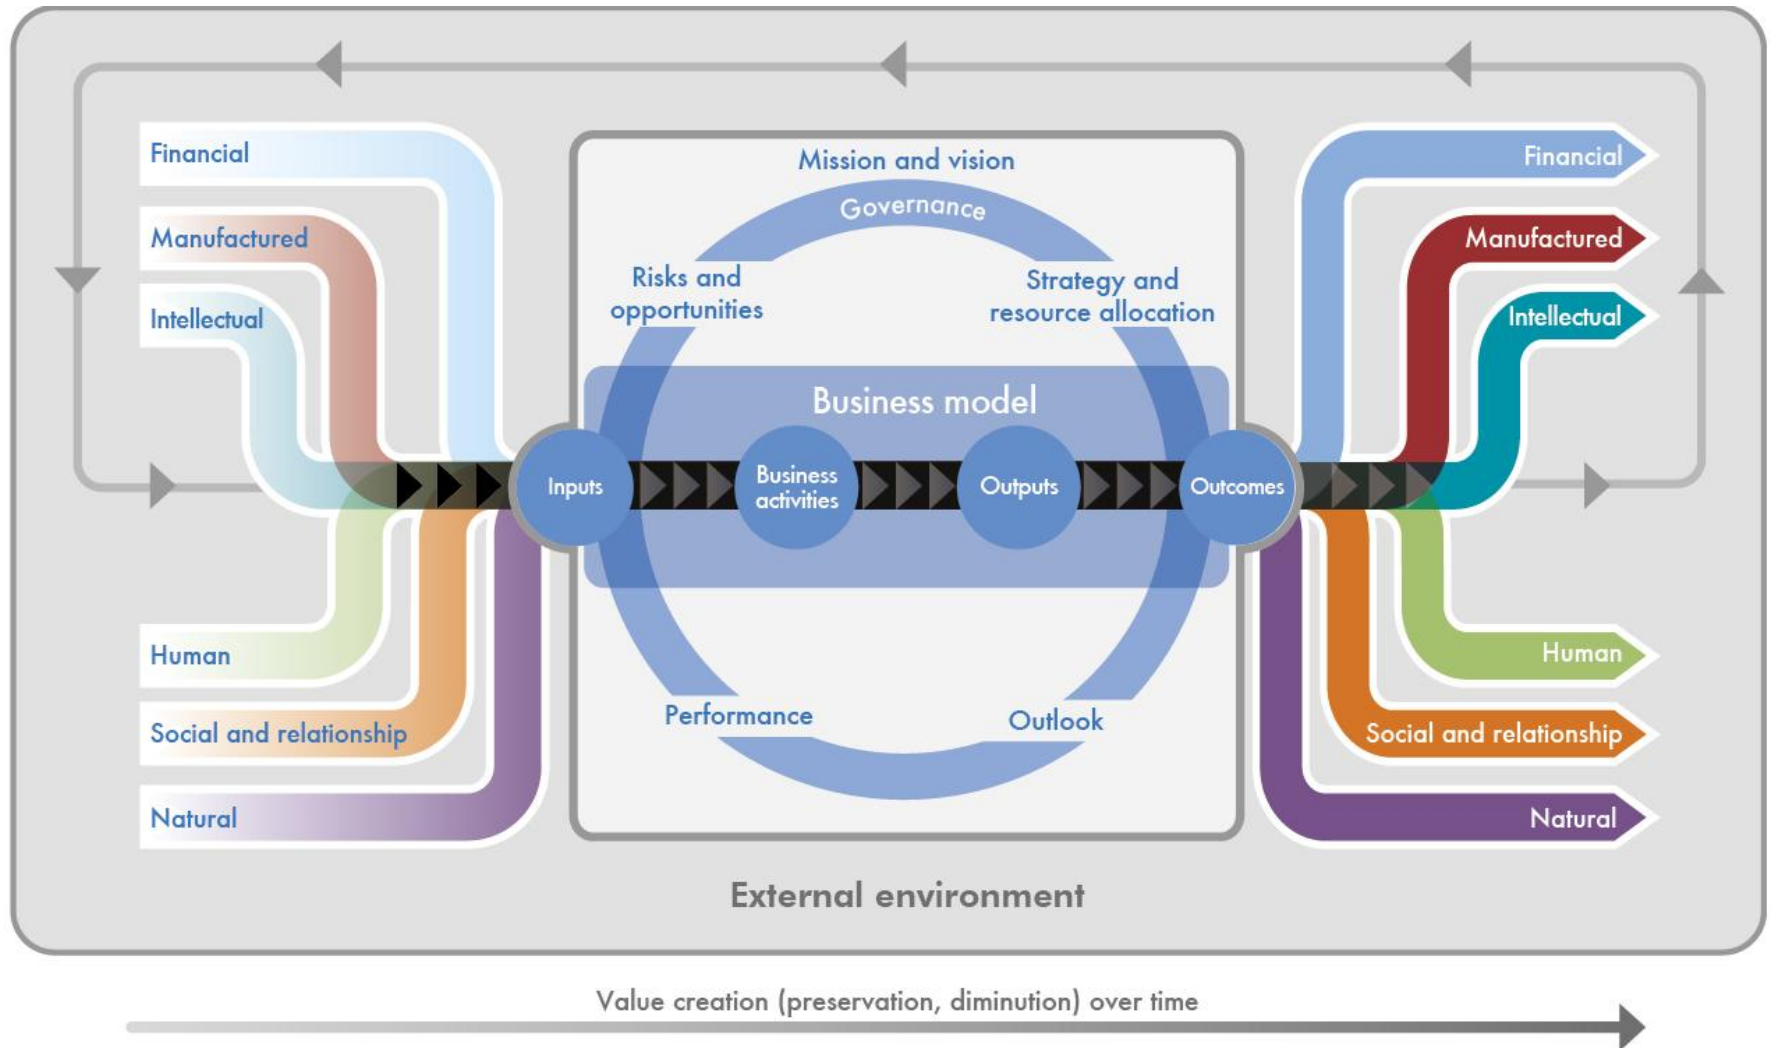 Financial
Manufactured
Intellectual
Human
Social and relationship
Natural
Mission and vision
Governance
Risks and
opportunities
Strategy and
resource allocation
Business model
Inputs
Business
activities
Outputs
Outcomes
Performance
Outlook
Financial
Manufactured
Intellectual
Human
Social and relationship
Natural
External environment
Value creation (preservation, diminution) over time